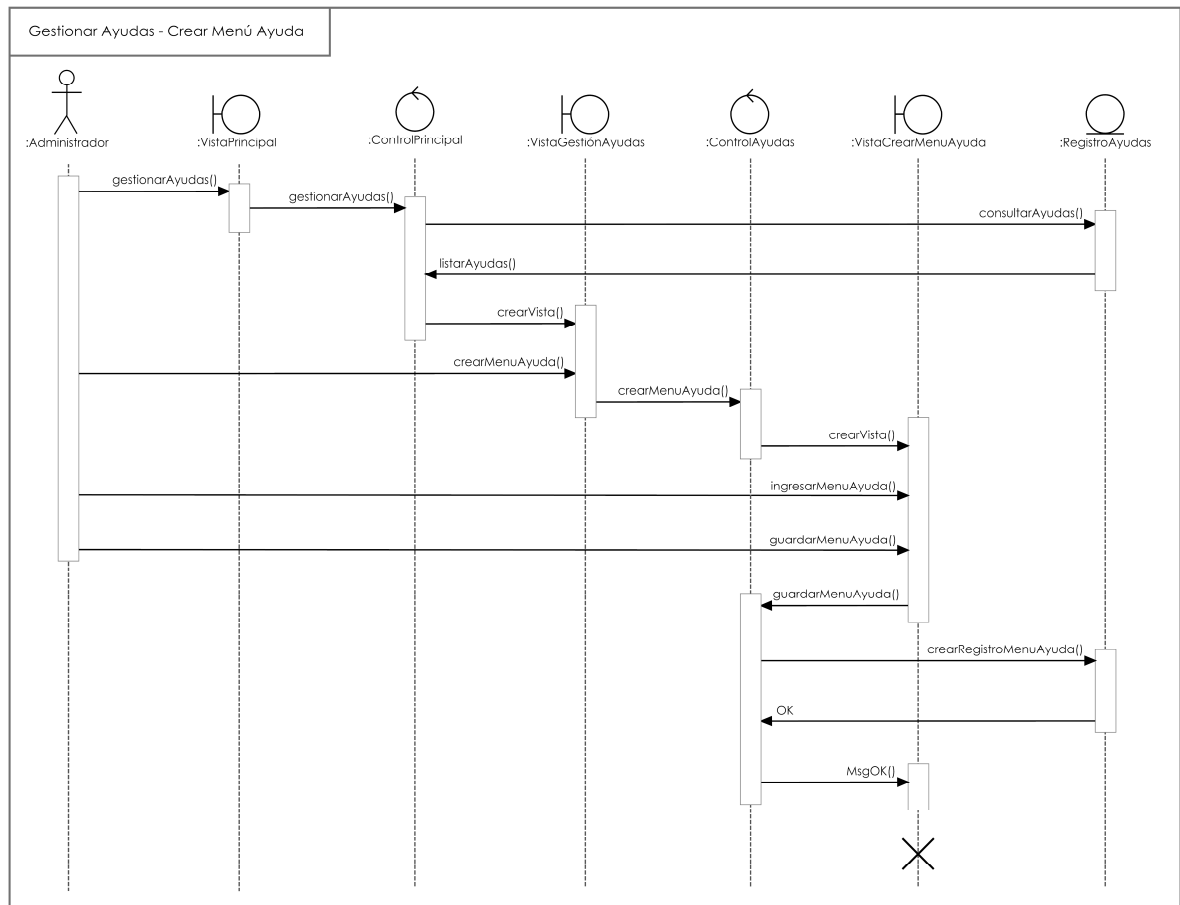 Gestionar Ayudas - Crear Menú Ayuda
:Administrador
:VistaPrincipal
:ControlPrincipal
:VistaGestiónAyudas
:ControlAyudas
:VistaCrearMenuAyuda
:RegistroAyudas
gestionarAyudas()
gestionarAyudas()
consultarAyudas()
listarAyudas()
crearVista()
crearMenuAyuda()
crearMenuAyuda()
crearVista()
ingresarMenuAyuda()
guardarMenuAyuda()
guardarMenuAyuda()
crearRegistroMenuAyuda()
OK
MsgOK()